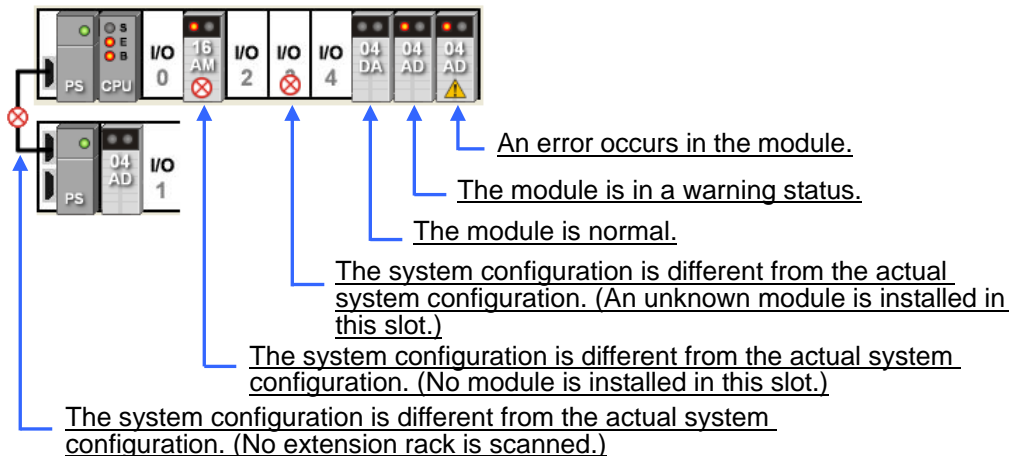 S
E
B
PS CPU
I/O
0
16
AM
I/O
2
I/O
3
I/O
4
04
DA
04
AD
04
AD
PS
04
AD
I/O
1
An error occurs in the module.
The module is in a warning status.
The module is normal.
The system configuration is different from the actual
system configuration. (An unknown module is installed in
this slot.)
The system configuration is different from the actual system
configuration. (No module is installed in this slot.)
The system configuration is different from the actual system
configuration. (No extension rack is scanned.)